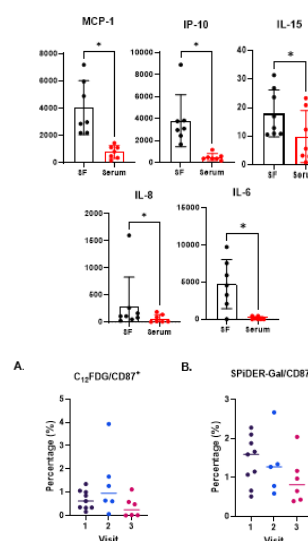 MCP-1 IP-10 IL-15
* * *
8000 10000 30
8000
6000
6000 20
4000
4000
10
2000 2000
0 0 0
SF Serum SF Serum SF Seru
IL-8 IL-6
* *
2000
1500 10000
1000
5000
500
0 0
SF Serum SF Serum
A. B.
C₁₂FDG/CD87⁺ SPiDER-Gal/CD87
Percentage (%) Percentage (%)
5
4 3
3 2
2
1 1
0 0
1 2 3 1 2 3
Visit Visit